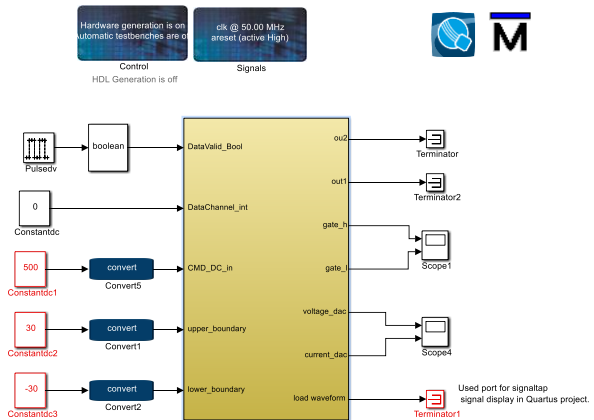 Hardware generation is on
Automatic testbenches are of
clk @ 50.00 MHz
areset (active High)
Control
Signals
HDL Generation is off
M
Pulsedv
boolean
DataValid_Bool
ou2
Terminator
0
Constantdc
DataChannel_int
out1
Terminator2
gate_h
Scope1
500
Constantdc1
convert
Convert5
CMD_DC_in
gate_l
voltage_dac
Scope4
30
Constantdc2
convert
Convert1
upper_boundary
current_dac
-30
Constantdc3
convert
Convert2
lower_boundary
load waveform
Terminator1
Used port for signaltap
signal display in Quartus project.